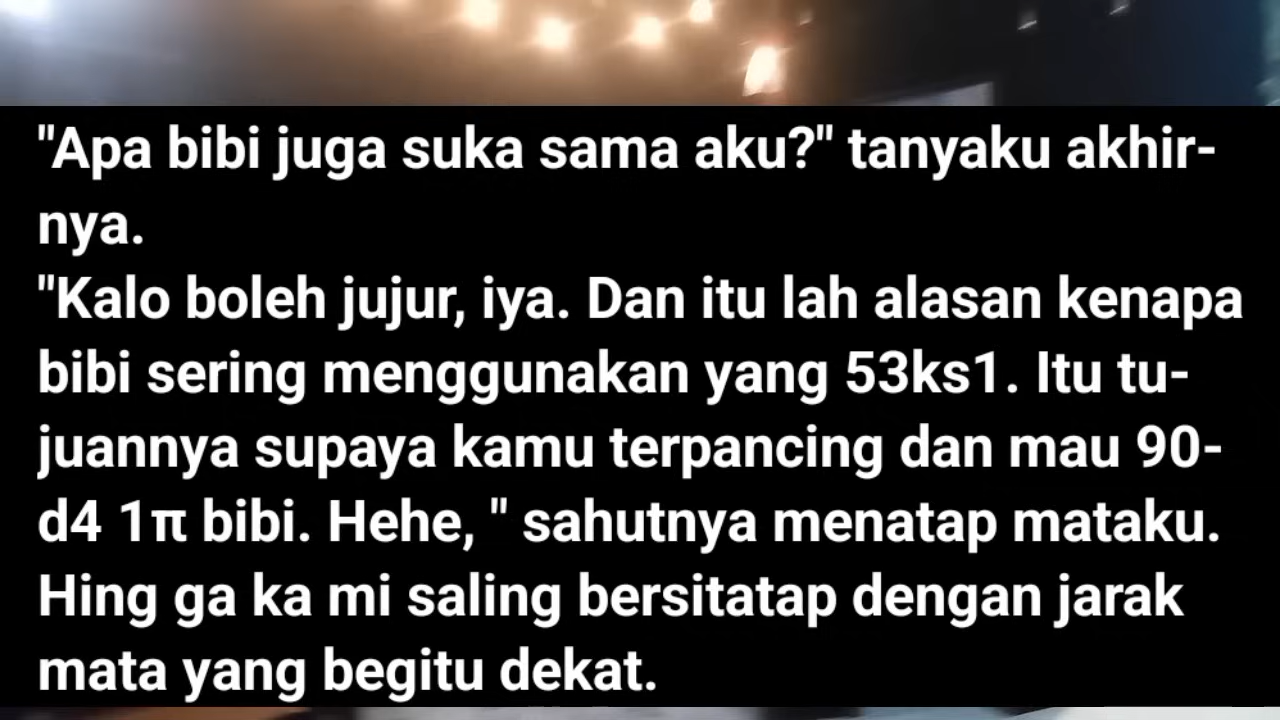 "Apa bibi juga suka sama aku?" tanyaku akhir-
nya.
"Kalo boleh jujur, iya. Dan itu lah alasan kenapa
bibi sering menggunakan yang 53ks1. Itu tu-
juannya supaya kamu terpancing dan mau 90-
d4 1π bibi. Hehe, " sahutnya menatap mataku.
Hing ga ka mi saling bersitatap dengan jarak
mata yang begitu dekat.